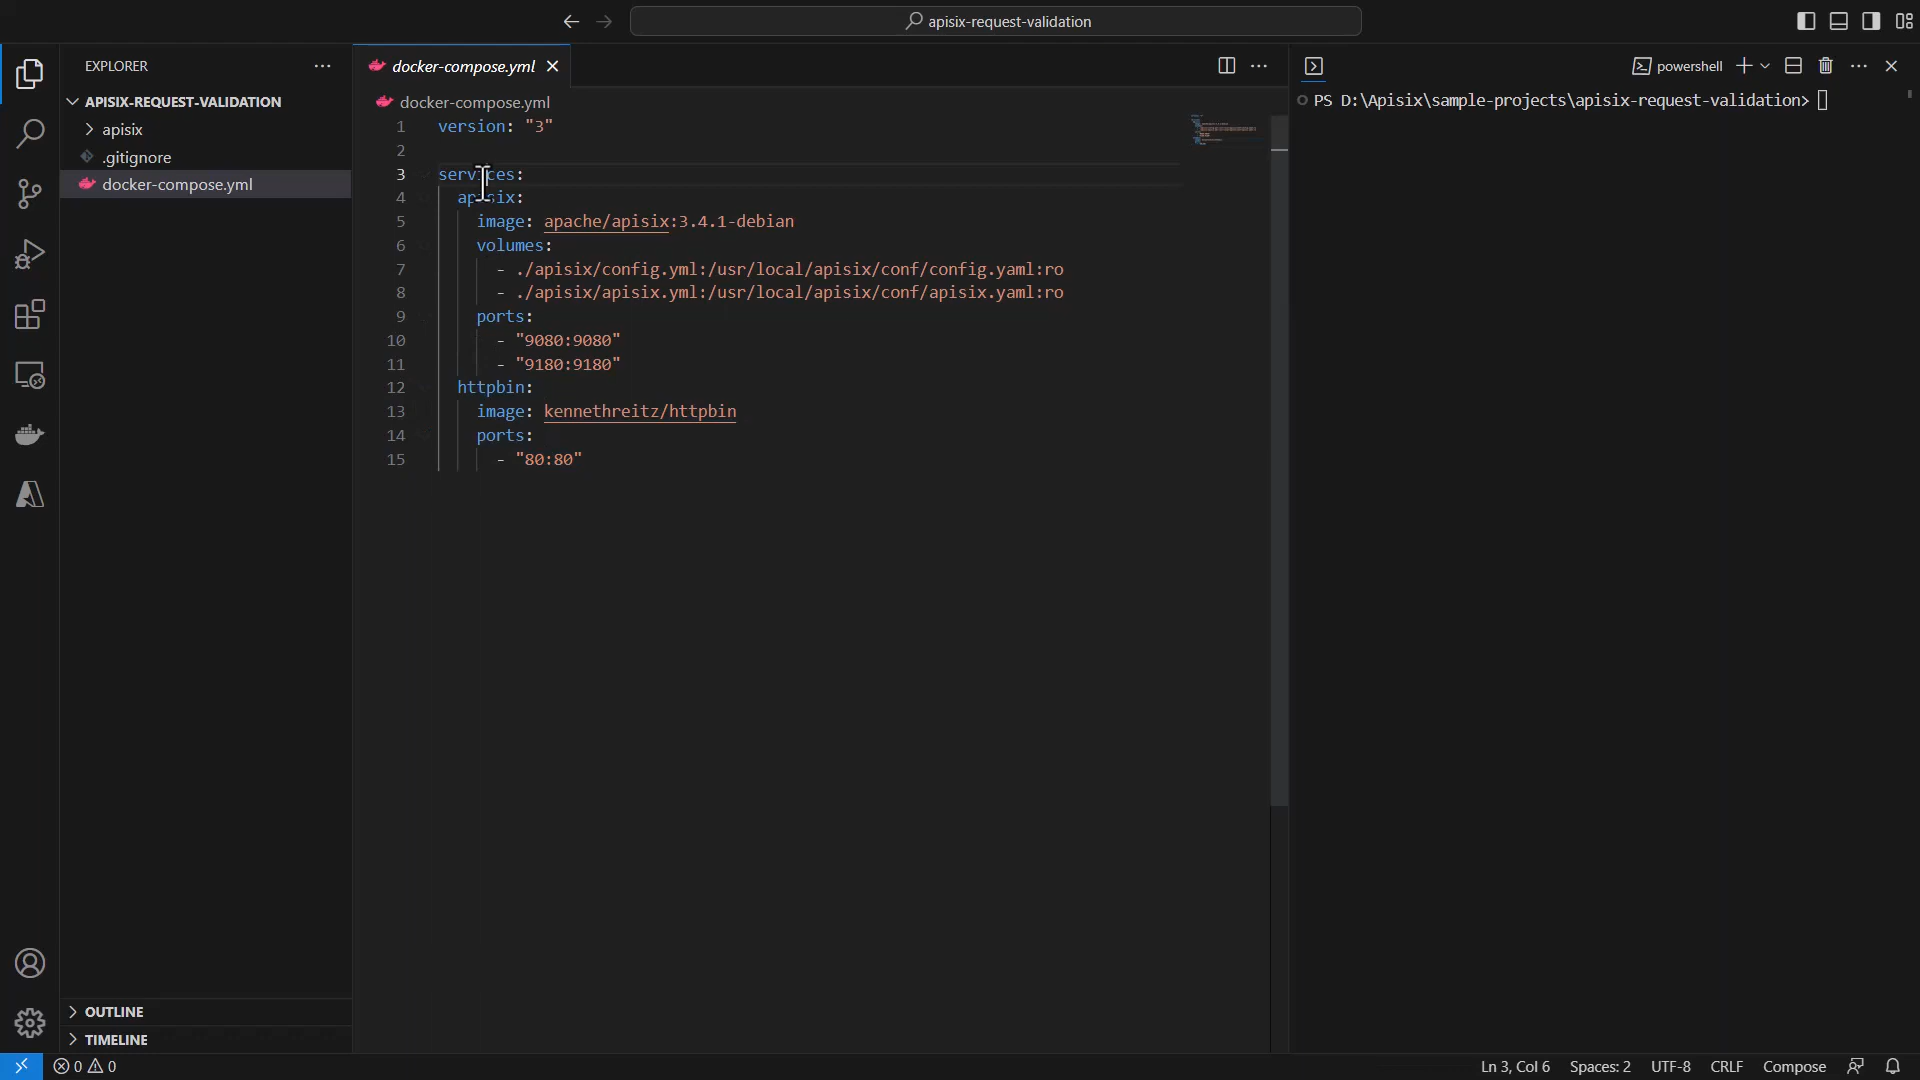 apisix-request-validation
EXPLORER
APISIX-REQUEST-VALIDATION
apisix
.gitignore
docker-compose.yml
OUTLINE
TIMELINE
docker-compose.yml
docker-compose.yml
1 version: "3"
2
3 services:
4 apisix:
5 image: apache/apisix:3.4.1-debian
6 volumes:
7 - ./apisix/config.yml:/usr/local/apisix/conf/config.yaml:ro
8 - ./apisix/apisix.yml:/usr/local/apisix/conf/apisix.yaml:ro
9 ports:
10 - "9080:9080"
11 - "9180:9180"
12 httpbin:
13 image: kennethreitz/httpbin
14 ports:
15 - "80:80"
powershell
PS D:\Apisix\sample-projects\apisix-request-validation>
0 0
Ln 3, Col 6 Spaces: 2 UTF-8 CRLF Compose